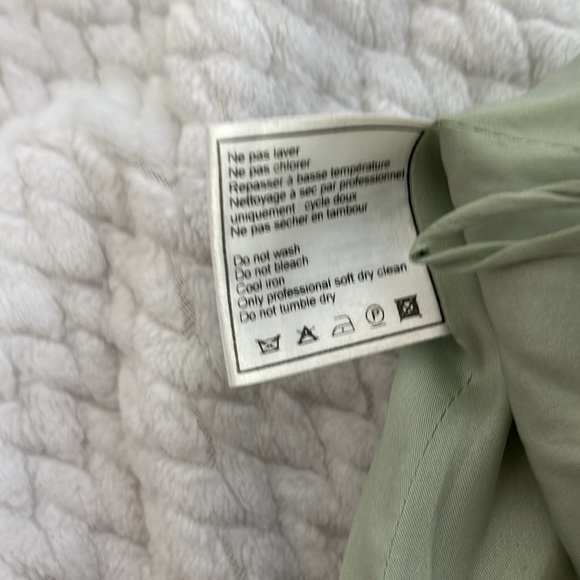 Ne pas laver
Ne pas chlorer
Repasser à basse température
Nettoyage à sec par professionnel
uniquement : cycle doux
Ne pas sécher en tambour
Do not wash
Do not bleach
Cool iron
Only professional soft dry clean
Do not tumble dry
P